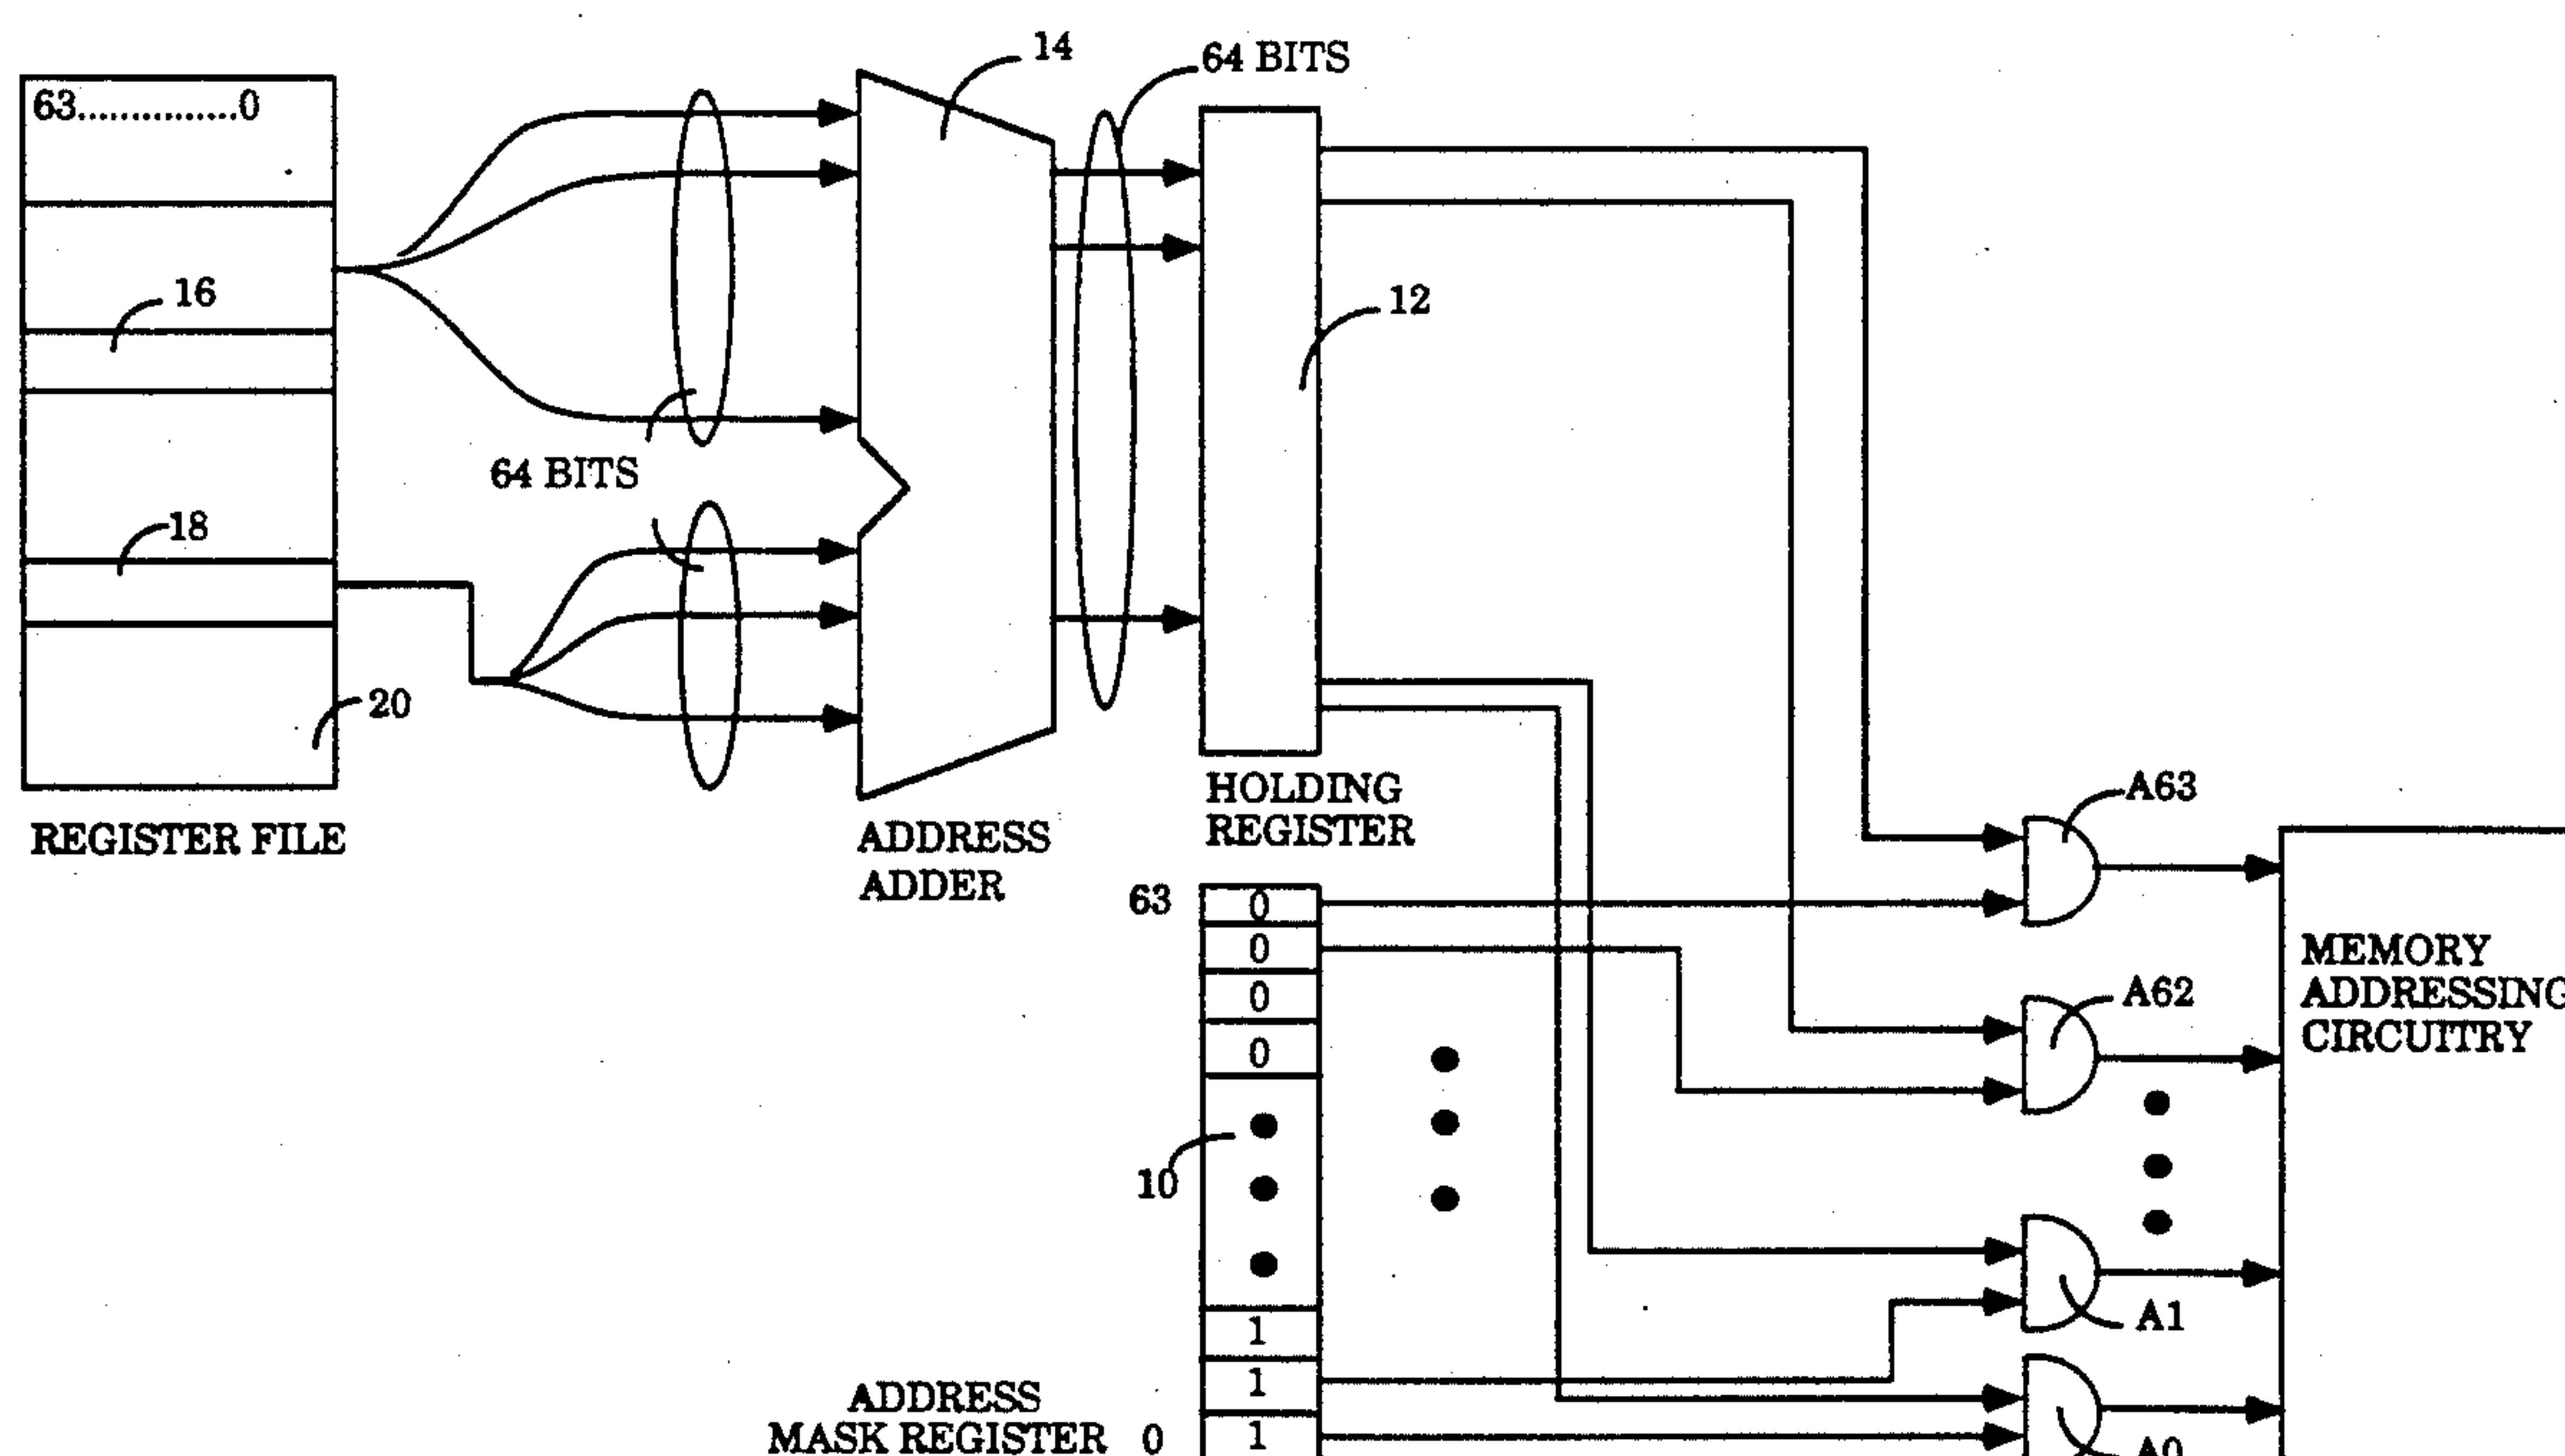 14
64 BITS
63...............0
16
12
64 BITS
18
20
REGISTER FILE
ADDRESS
ADDER
HOLDING
REGISTER
A63
63
0
0
0
0
MEMORY
ADDRESSING
CIRCUITRY
A62
10
1
1
1
A1
ADDRESS
MASK REGISTER 0
A0